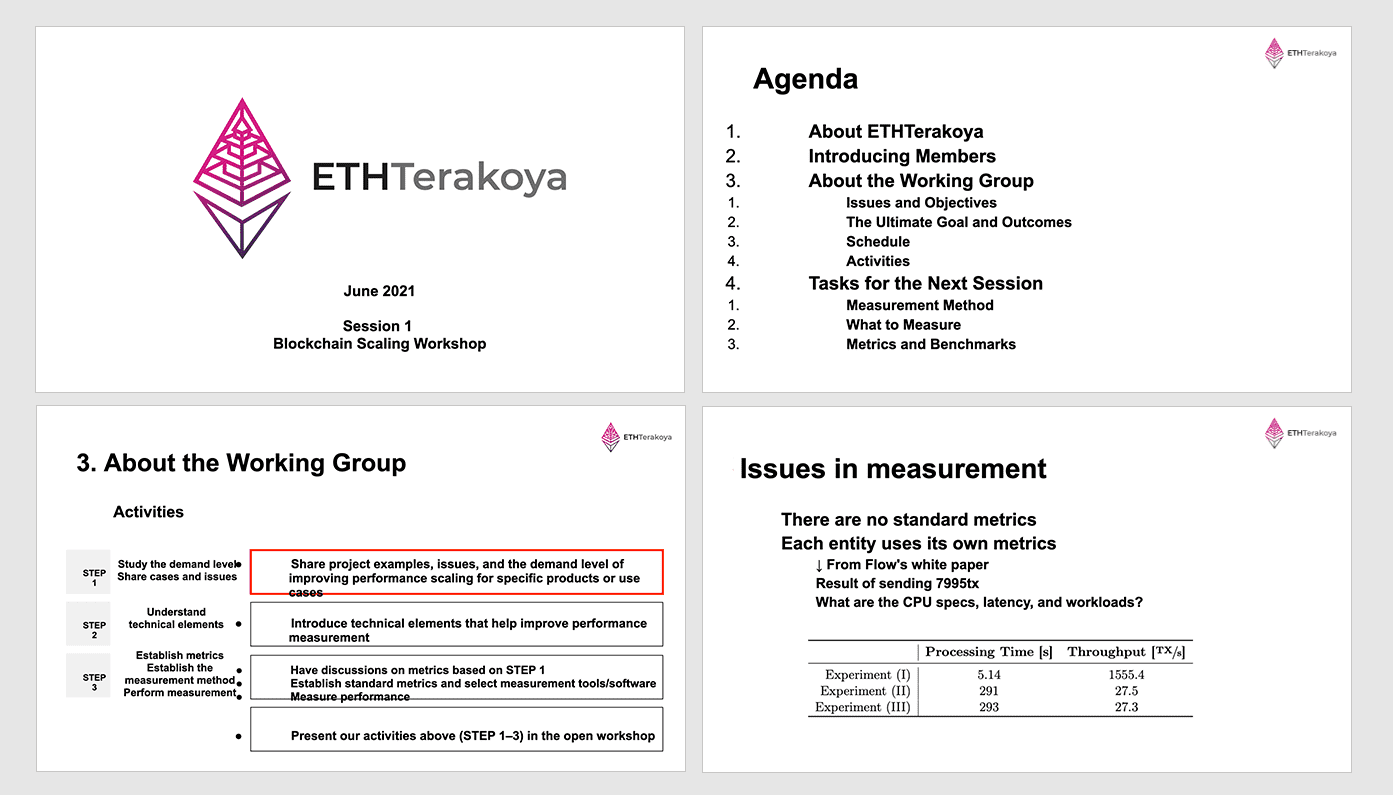 ETHTerakoya
June 2021
Session 1
Blockchain Scaling Workshop
ETHTerakoya
Agenda
1. About ETHTerakoya
2. Introducing Members
3. About the Working Group
1. Issues and Objectives
2. The Ultimate Goal and Outcomes
3. Schedule
4. Activities
4. Tasks for the Next Session
1. Measurement Method
2. What to Measure
3. Metrics and Benchmarks
ETHTerakoya
3. About the Working Group
Activities
STEP
1
Study the demand level
Share cases and issues
● Share project examples, issues, and the demand level of
improving performance scaling for specific products or use
cases
STEP
2
Understand
technical elements
● Introduce technical elements that help improve performance
measurement
STEP
3
Establish metrics
Establish the
measurement method
Perform measurement
● Have discussions on metrics based on STEP 1
● Establish standard metrics and select measurement tools/software
● Measure performance
● Present our activities above (STEP 1–3) in the open workshop
ETHTerakoya
Issues in measurement
There are no standard metrics
Each entity uses its own metrics
↓ From Flow's white paper
Result of sending 7995tx
What are the CPU specs, latency, and workloads?
Processing Time [s] Throughput [TX/s]
Experiment (I) 5.14 1555.4
Experiment (II) 291 27.5
Experiment (III) 293 27.3